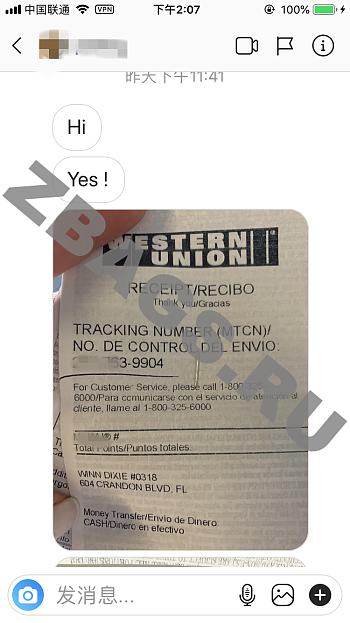 中国联通 VPN 下午2:07 100%
昨天下午11:41
Hi
Yes !
WESTERN
UNION
RECEIPT/RECIBO
Thank you/Gracias
TRACKING NUMBER (MTCN)/
NO. DE CONTROL DEL ENVIO:
63-9904
For Customer Service, please call 1-800-325-
6000/Para comunicarse con el servicio de atención al
cliente, llame al 1-800-325-6000
#
Total Points/Puntos totales:
WINN DIXIE #0318
604 CRANDON BLVD, FL
Money Transfer/Envio de Dinero:
CASH/Dinero en efectivo
ZBAGS.RU
发消息...